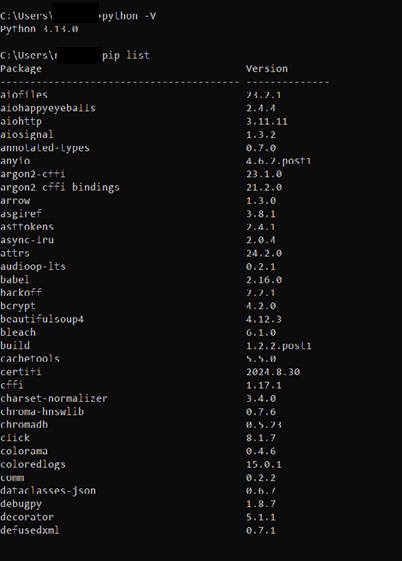 C:\Users\ >python -V
Python 3.13.0
C:\Users\ pip list
Package Version
--------------------------------------- --------------
aiofiles 23.2.1
aiohappyeyeballs 2.4.4
aiohttp 3.11.11
aiosignal 1.3.2
annotated-types 0.7.0
anyio 4.6.2.post1
argon2-cffi 23.1.0
argon2 cffi bindings 21.2.0
arrow 1.3.0
asgiref 3.8.1
asttokens 2.4.1
async-lru 2.0.4
attrs 24.2.0
audioop-lts 0.2.1
babel 2.16.0
backoff 2.2.1
bcrypt 4.2.0
beautifulsoup4 4.12.3
bleach 6.1.0
build 1.2.2.post1
cachetools 5.5.0
certifi 2024.8.30
cffi 1.17.1
charset-normalizer 3.4.0
chroma-hnswlib 0.7.6
chromadb 0.5.23
click 8.1.7
colorama 0.4.6
coloredlogs 15.0.1
comm 0.2.2
dataclasses-json 0.6.7
debugpy 1.8.7
decorator 5.1.1
defusedxml 0.7.1